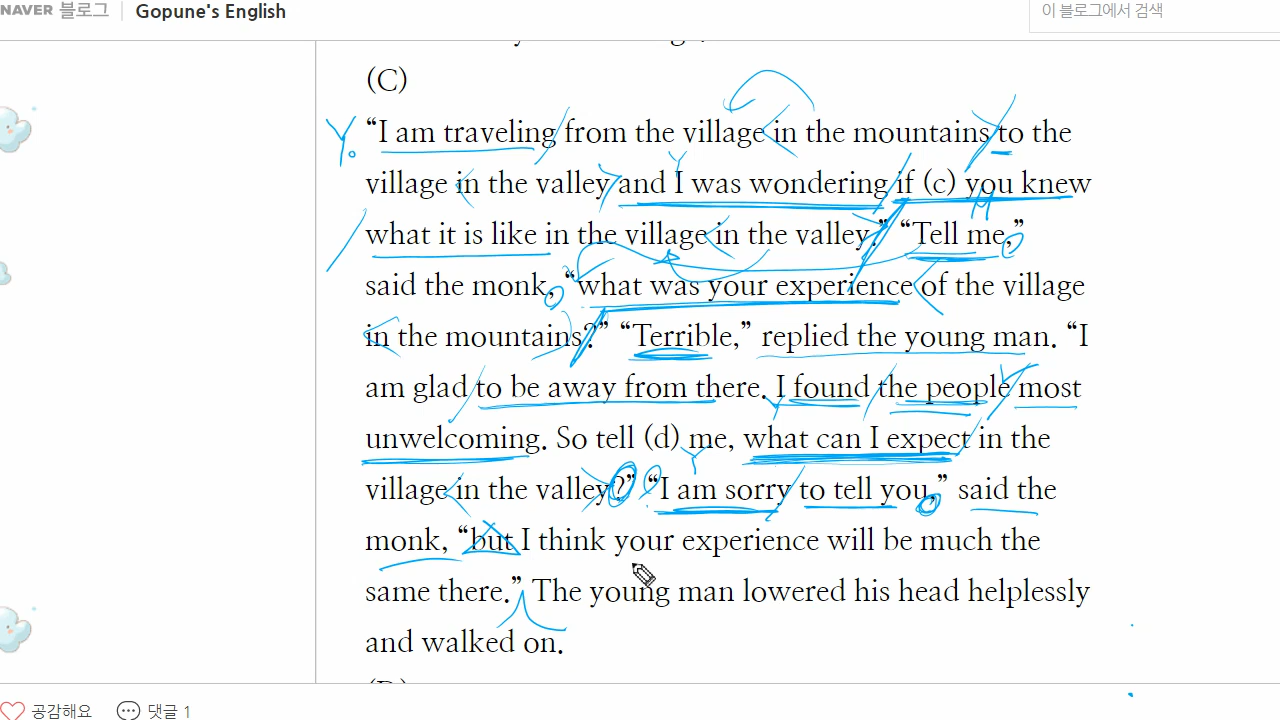 NAVER 블로그 Gopune's English 이 블로그에서 검색
(C)
“I am traveling from the village in the mountains to the
village in the valley and I was wondering if (c) you knew
what it is like in the village in the valley.” “Tell me,”
said the monk, “what was your experience of the village
in the mountains?” “Terrible,” replied the young man. “I
am glad to be away from there. I found the people most
unwelcoming. So tell (d) me, what can I expect in the
village in the valley?” “I am sorry to tell you,” said the
monk, “but I think your experience will be much the
same there.” The young man lowered his head helplessly
and walked on.
공감해요 댓글 1